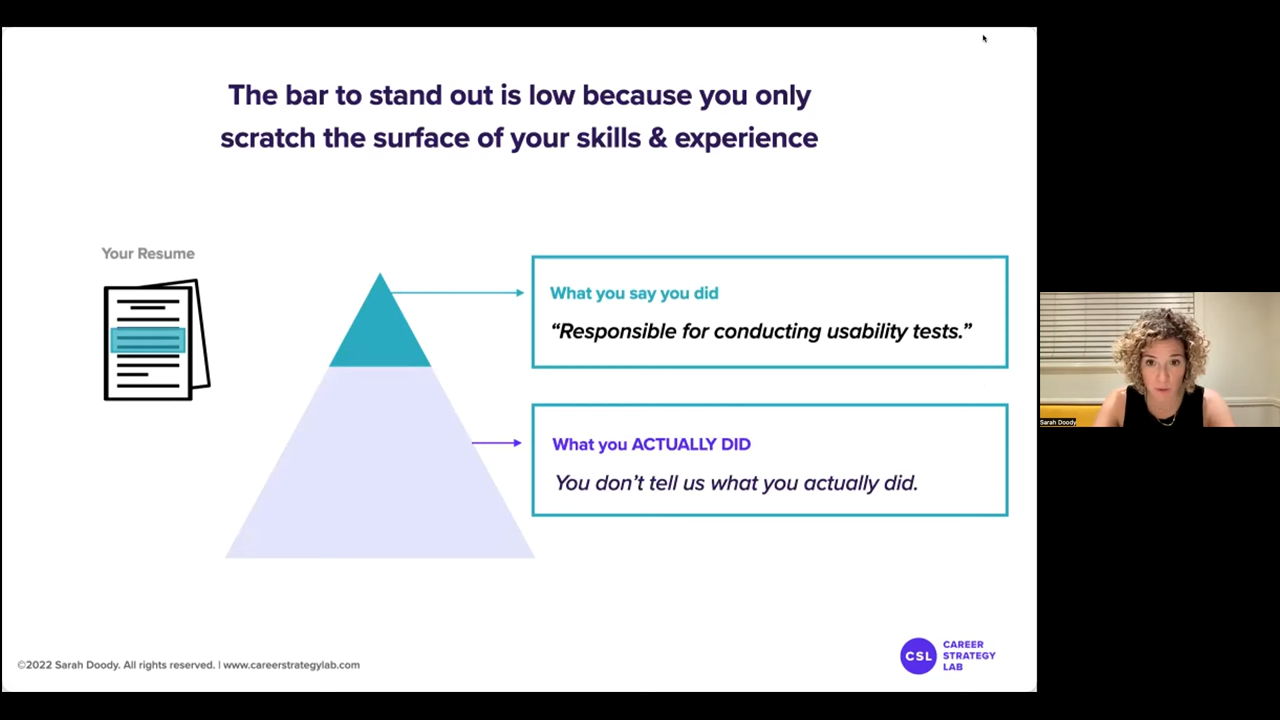 The bar to stand out is low because you only
scratch the surface of your skills & experience
Your Resume
What you say you did
“Responsible for conducting usability tests.”
What you ACTUALLY DID
You don’t tell us what you actually did.
Sarah Doody
©2022 Sarah Doody. All rights reserved. | www.careerstrategylab.com
CSL
CAREER
STRATEGY
LAB